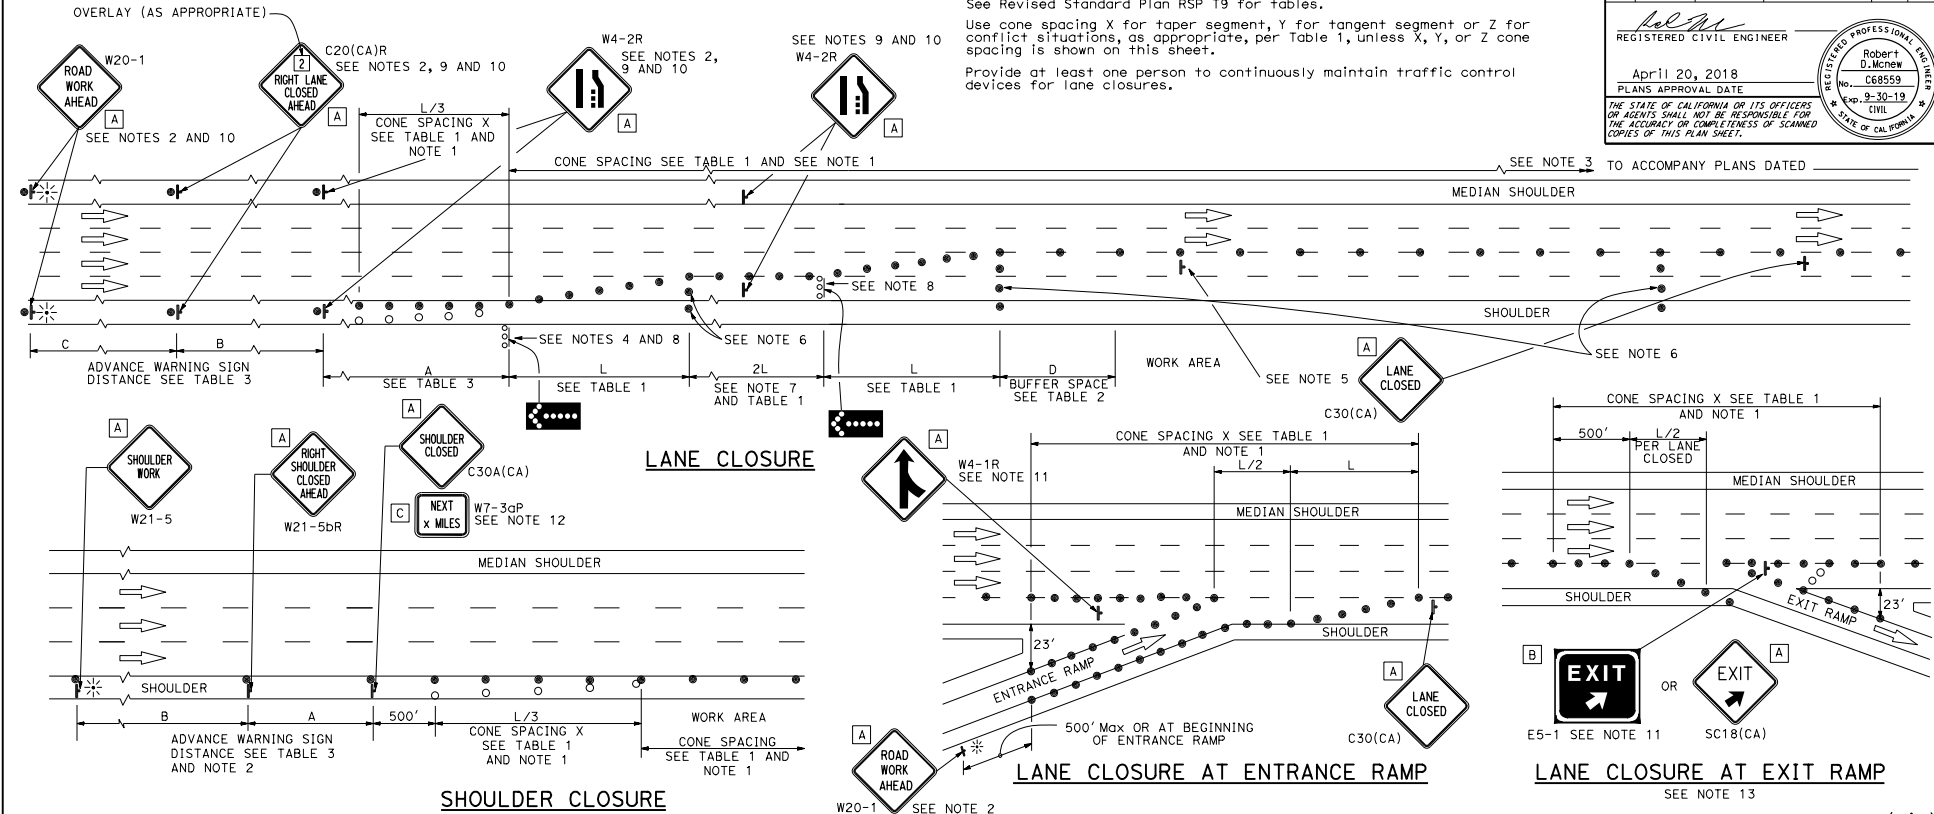 See Revised Standard Plan RSP T9 for tables.
Use cone spacing X for taper segment, Y for tangent segment or Z for
conflict situations, as appropriate, per Table 1, unless X, Y, or Z cone
spacing is shown on this sheet.
Provide at least one person to continuously maintain traffic control
devices for lane closures.
REGISTERED CIVIL ENGINEER
April 20, 2018
PLANS APPROVAL DATE
THE STATE OF CALIFORNIA OR ITS OFFICERS
OR AGENTS SHALL NOT BE RESPONSIBLE FOR
THE ACCURACY OR COMPLETENESS OF SCANNED
COPIES OF THIS PLAN SHEET.
REGISTERED PROFESSIONAL ENGINEER
Robert
D.Mcnew
No. C68559
Exp. 9-30-19
CIVIL
STATE OF CALIFORNIA
TO ACCOMPANY PLANS DATED
OVERLAY (AS APPROPRIATE)
ROAD
WORK
AHEAD
W20-1
A
SEE NOTES 2 AND 10
2
RIGHT LANE
CLOSED
AHEAD
C20(CA)R
SEE NOTES 2, 9 AND 10
A
L/3
CONE SPACING X
SEE TABLE 1 AND
NOTE 1
W4-2R
SEE NOTES 2,
9 AND 10
A
SEE NOTES 9 AND 10
W4-2R
A
CONE SPACING SEE TABLE 1 AND SEE NOTE 1
SEE NOTE 3
MEDIAN SHOULDER
SEE NOTE 8
SHOULDER
SEE NOTES 4 AND 8
SEE NOTE 6
C
B
ADVANCE WARNING SIGN
DISTANCE SEE TABLE 3
A
SEE TABLE 3
L
SEE TABLE 1
2L
SEE NOTE 7
AND TABLE 1
L
SEE TABLE 1
D
BUFFER SPACE
SEE TABLE 2
WORK AREA
SEE NOTE 5
A
LANE
CLOSED
C30(CA)
SEE NOTE 6
LANE CLOSURE
A
SHOULDER
WORK
W21-5
A
RIGHT
SHOULDER
CLOSED
AHEAD
W21-5bR
A
SHOULDER
CLOSED
C30A(CA)
C
NEXT
x MILES
W7-3aP
SEE NOTE 12
MEDIAN SHOULDER
SHOULDER
B
A
500'
L/3
WORK AREA
ADVANCE WARNING SIGN
DISTANCE SEE TABLE 3
AND NOTE 2
CONE SPACING X
SEE TABLE 1
AND NOTE 1
CONE SPACING
SEE TABLE 1 AND
NOTE 1
SHOULDER CLOSURE
A
W4-1R
SEE NOTE 11
CONE SPACING X SEE TABLE 1
AND NOTE 1
L/2
L
MEDIAN SHOULDER
SHOULDER
23'
ENTRANCE RAMP
A
ROAD
WORK
AHEAD
W20-1
SEE NOTE 2
500' Max OR AT BEGINNING
OF ENTRANCE RAMP
A
LANE
CLOSED
C30(CA)
LANE CLOSURE AT ENTRANCE RAMP
CONE SPACING X SEE TABLE 1
AND NOTE 1
500'
L/2
PER LANE
CLOSED
MEDIAN SHOULDER
SHOULDER
EXIT RAMP
23'
B
EXIT
E5-1 SEE NOTE 11
OR
A
EXIT
SC18(CA)
LANE CLOSURE AT EXIT RAMP
SEE NOTE 13